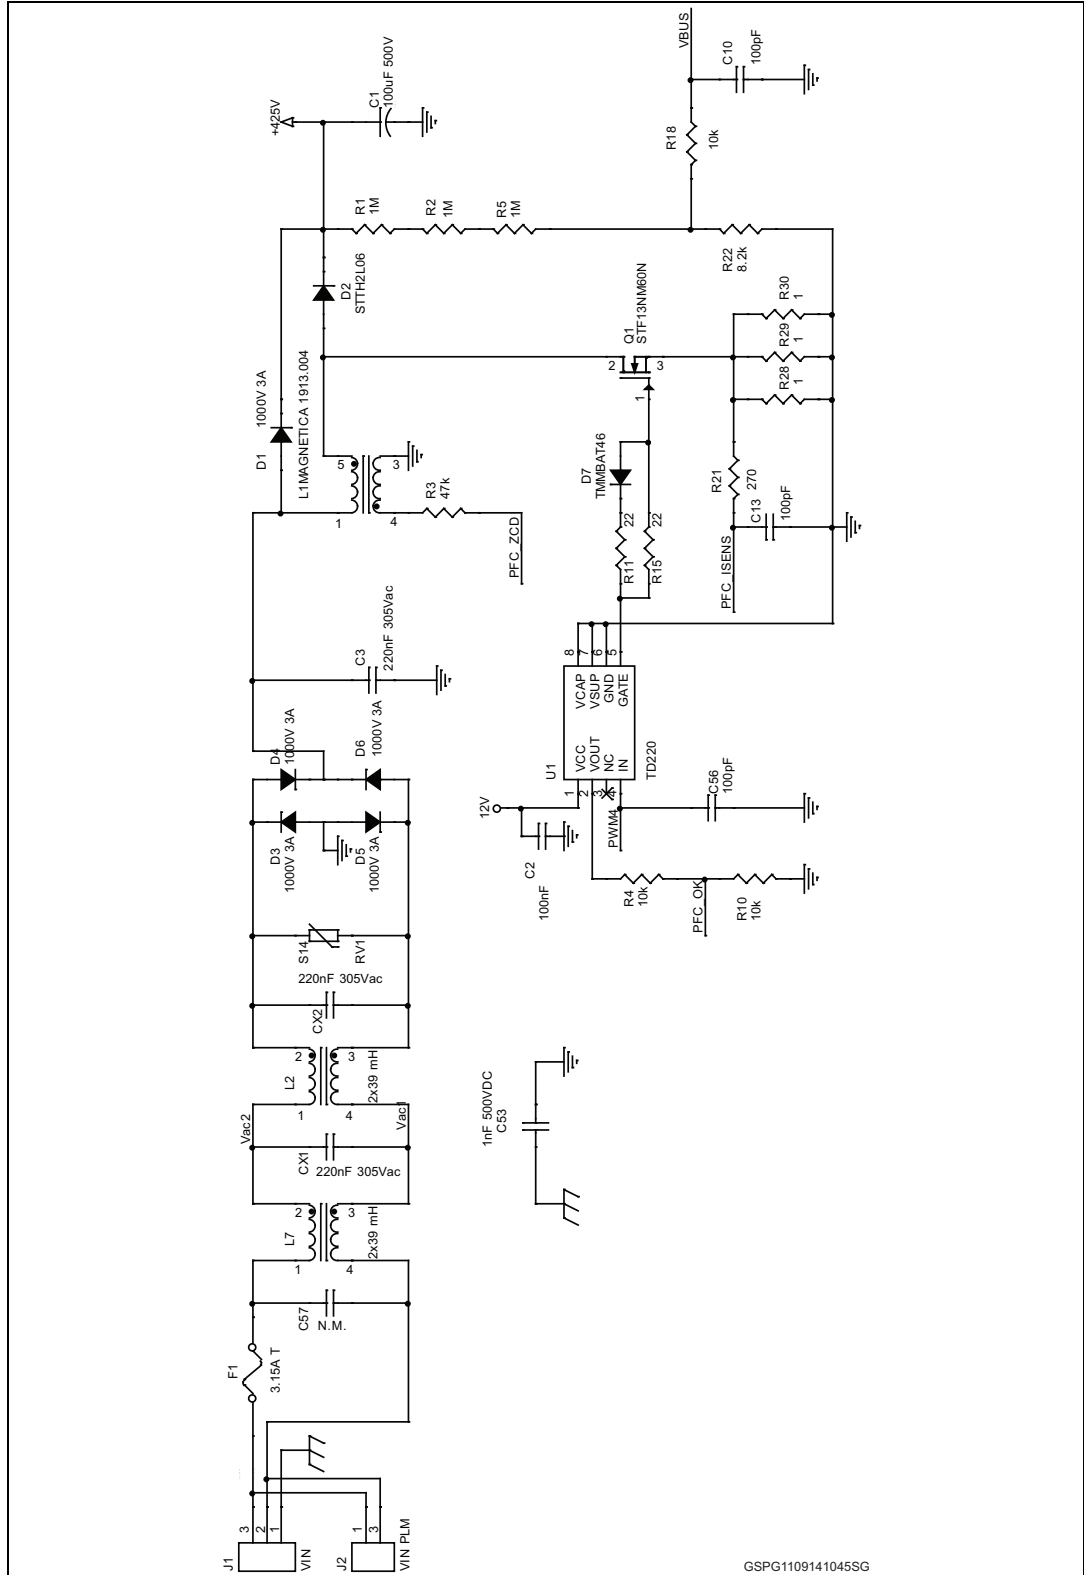 +425V
C1
100uF 500V
VBUS
C10
100pF
R18
10k
R1
1M
R2
1M
R5
1M
R22
8.2k
D2
STTH2L06
D1
1000V 3A
L1MAGNETICA 1913.004
5
3
1
4
R3
47k
PFC_ZCD
Q1
STF13NM60N
2
3
1
R30
1
R29
1
R28
1
R21
270
C13
100pF
PFC_ISENS
D7
TMMBAT46
R11
22
R15
22
C3
220nF 305Vac
D4
1000V 3A
D6
1000V 3A
D3
1000V 3A
D5
1000V 3A
U1
TD220
VCC
VOUT
NC
IN
VCAP
VSUP
GND
GATE
1
2
3
4
8
7
6
5
12V
C2
100nF
PWM4
C56
100pF
R4
10k
PFC_OK
R10
10k
S14
RV1
220nF 305Vac
CX2
L2
2x39 mH
2
3
1
4
Vac2
Vac1
CX1
220nF 305Vac
L7
2x39 mH
2
3
1
4
1nF 500VDC
C53
C57
N.M.
F1
3.15A T
J1
VIN
3
2
1
J2
VIN PLM
1
3
GSPG1109141045SG